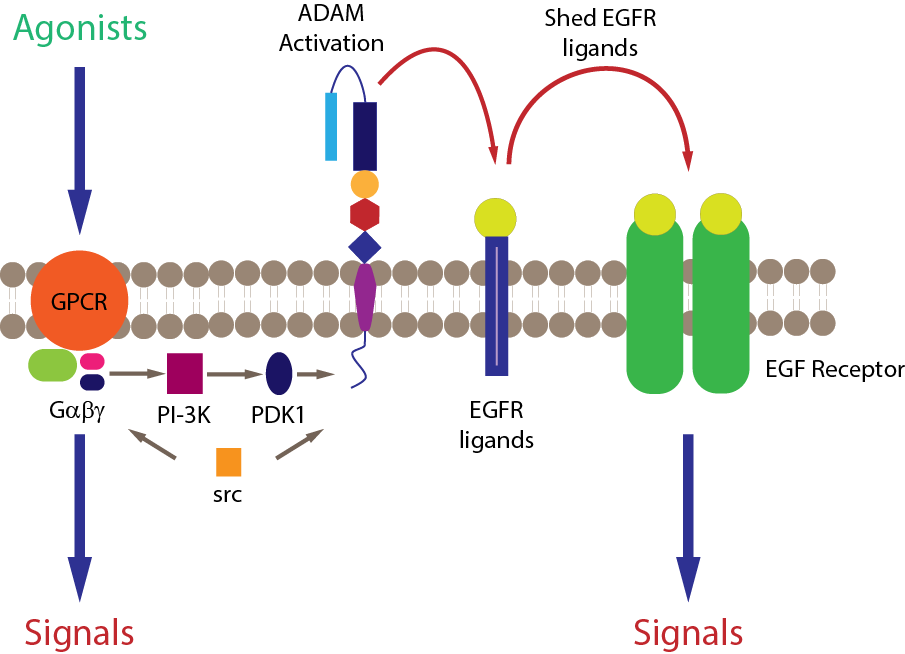 Agonists
ADAM
Activation
Shed EGFR
ligands
GPCR
Gαβγ
PI-3K
PDK1
src
EGFR
ligands
EGF Receptor
Signals
Signals